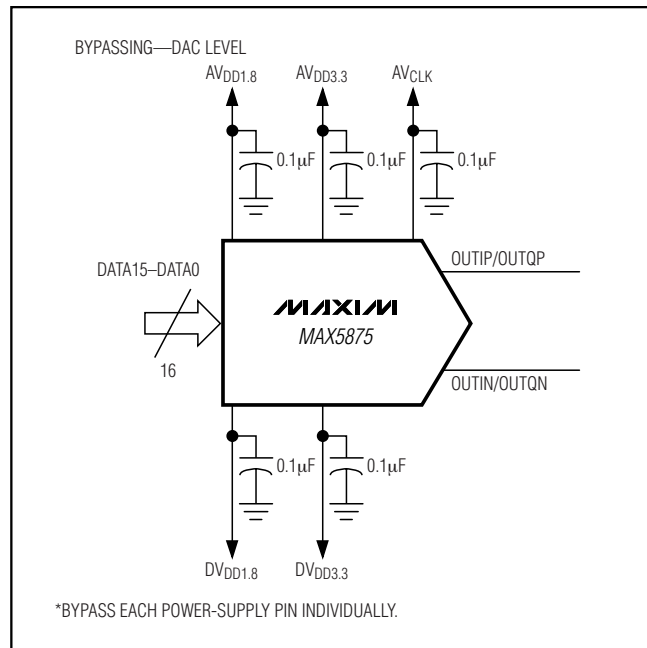 BYPASSING—DAC LEVEL
AVDD1.8 AVDD3.3 AVCLK
0.1µF 0.1µF 0.1µF
DATA15–DATA0
16
MAXIM
MAX5875
OUTIP/OUTQP
OUTIN/OUTQN
0.1µF 0.1µF
DVDD1.8 DVDD3.3
*BYPASS EACH POWER-SUPPLY PIN INDIVIDUALLY.